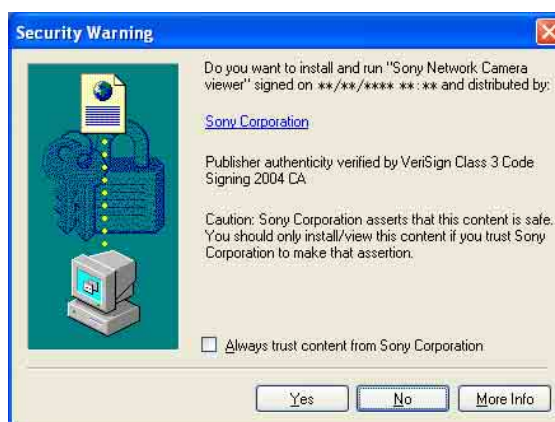 Security Warning
Do you want to install and run "Sony Network Camera
viewer" signed on **/**/**** **:** and distributed by:
Sony Corporation
Publisher authenticity verified by VeriSign Class 3 Code
Signing 2004 CA
Caution: Sony Corporation asserts that this content is safe.
You should only install/view this content if you trust Sony
Corporation to make that assertion.
Always trust content from Sony Corporation
Yes
No
More Info